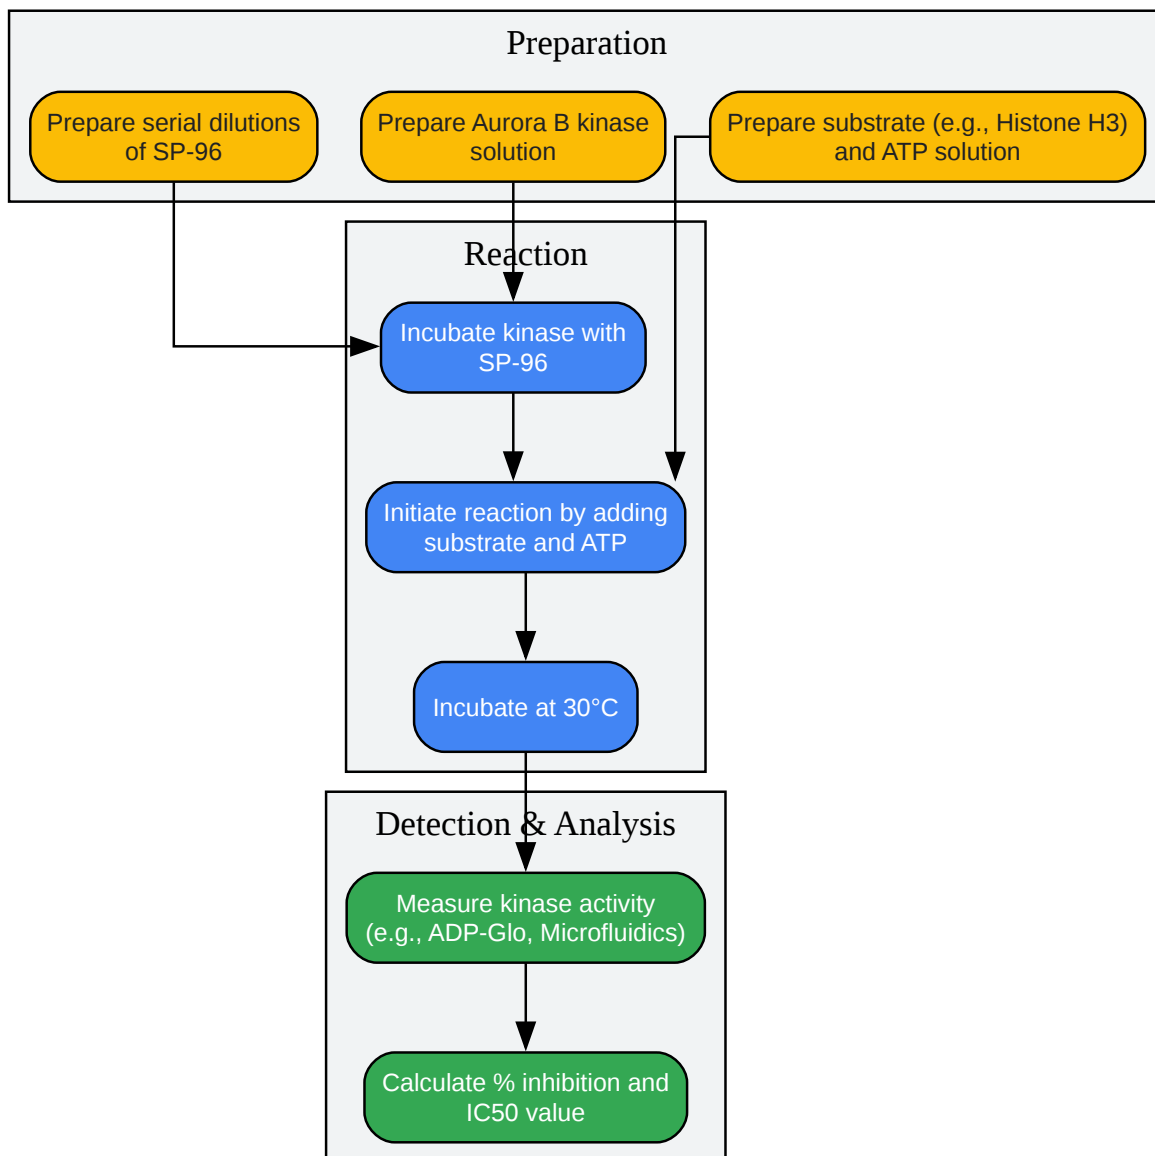 Preparation
Prepare serial dilutions
of SP-96
Prepare Aurora B kinase
solution
Prepare substrate (e.g., Histone H3)
and ATP solution
Reaction
Incubate kinase with
SP-96
Initiate reaction by adding
substrate and ATP
Incubate at 30°C
Detection & Analysis
Measure kinase activity
(e.g., ADP-Glo, Microfluidics)
Calculate % inhibition and
IC50 value